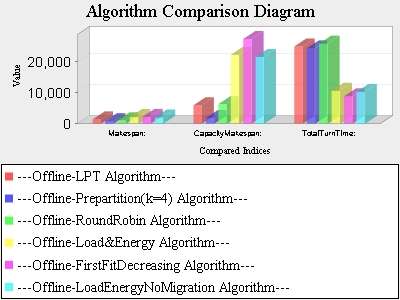 Algorithm Comparison Diagram
Value
20,000
10,000
0
Makespan: CapacityMakespan: TotalTurnTime:
Compared Indices
---Offline-LPT Algorithm---
---Offline-Prepartition(k=4) Algorithm---
---Offline-RoundRobin Algorithm---
---Offline-Load&Energy Algorithm---
---Offline-FirstFitDecreasing Algorithm---
---Offline-LoadEnergyNoMigration Algorithm---